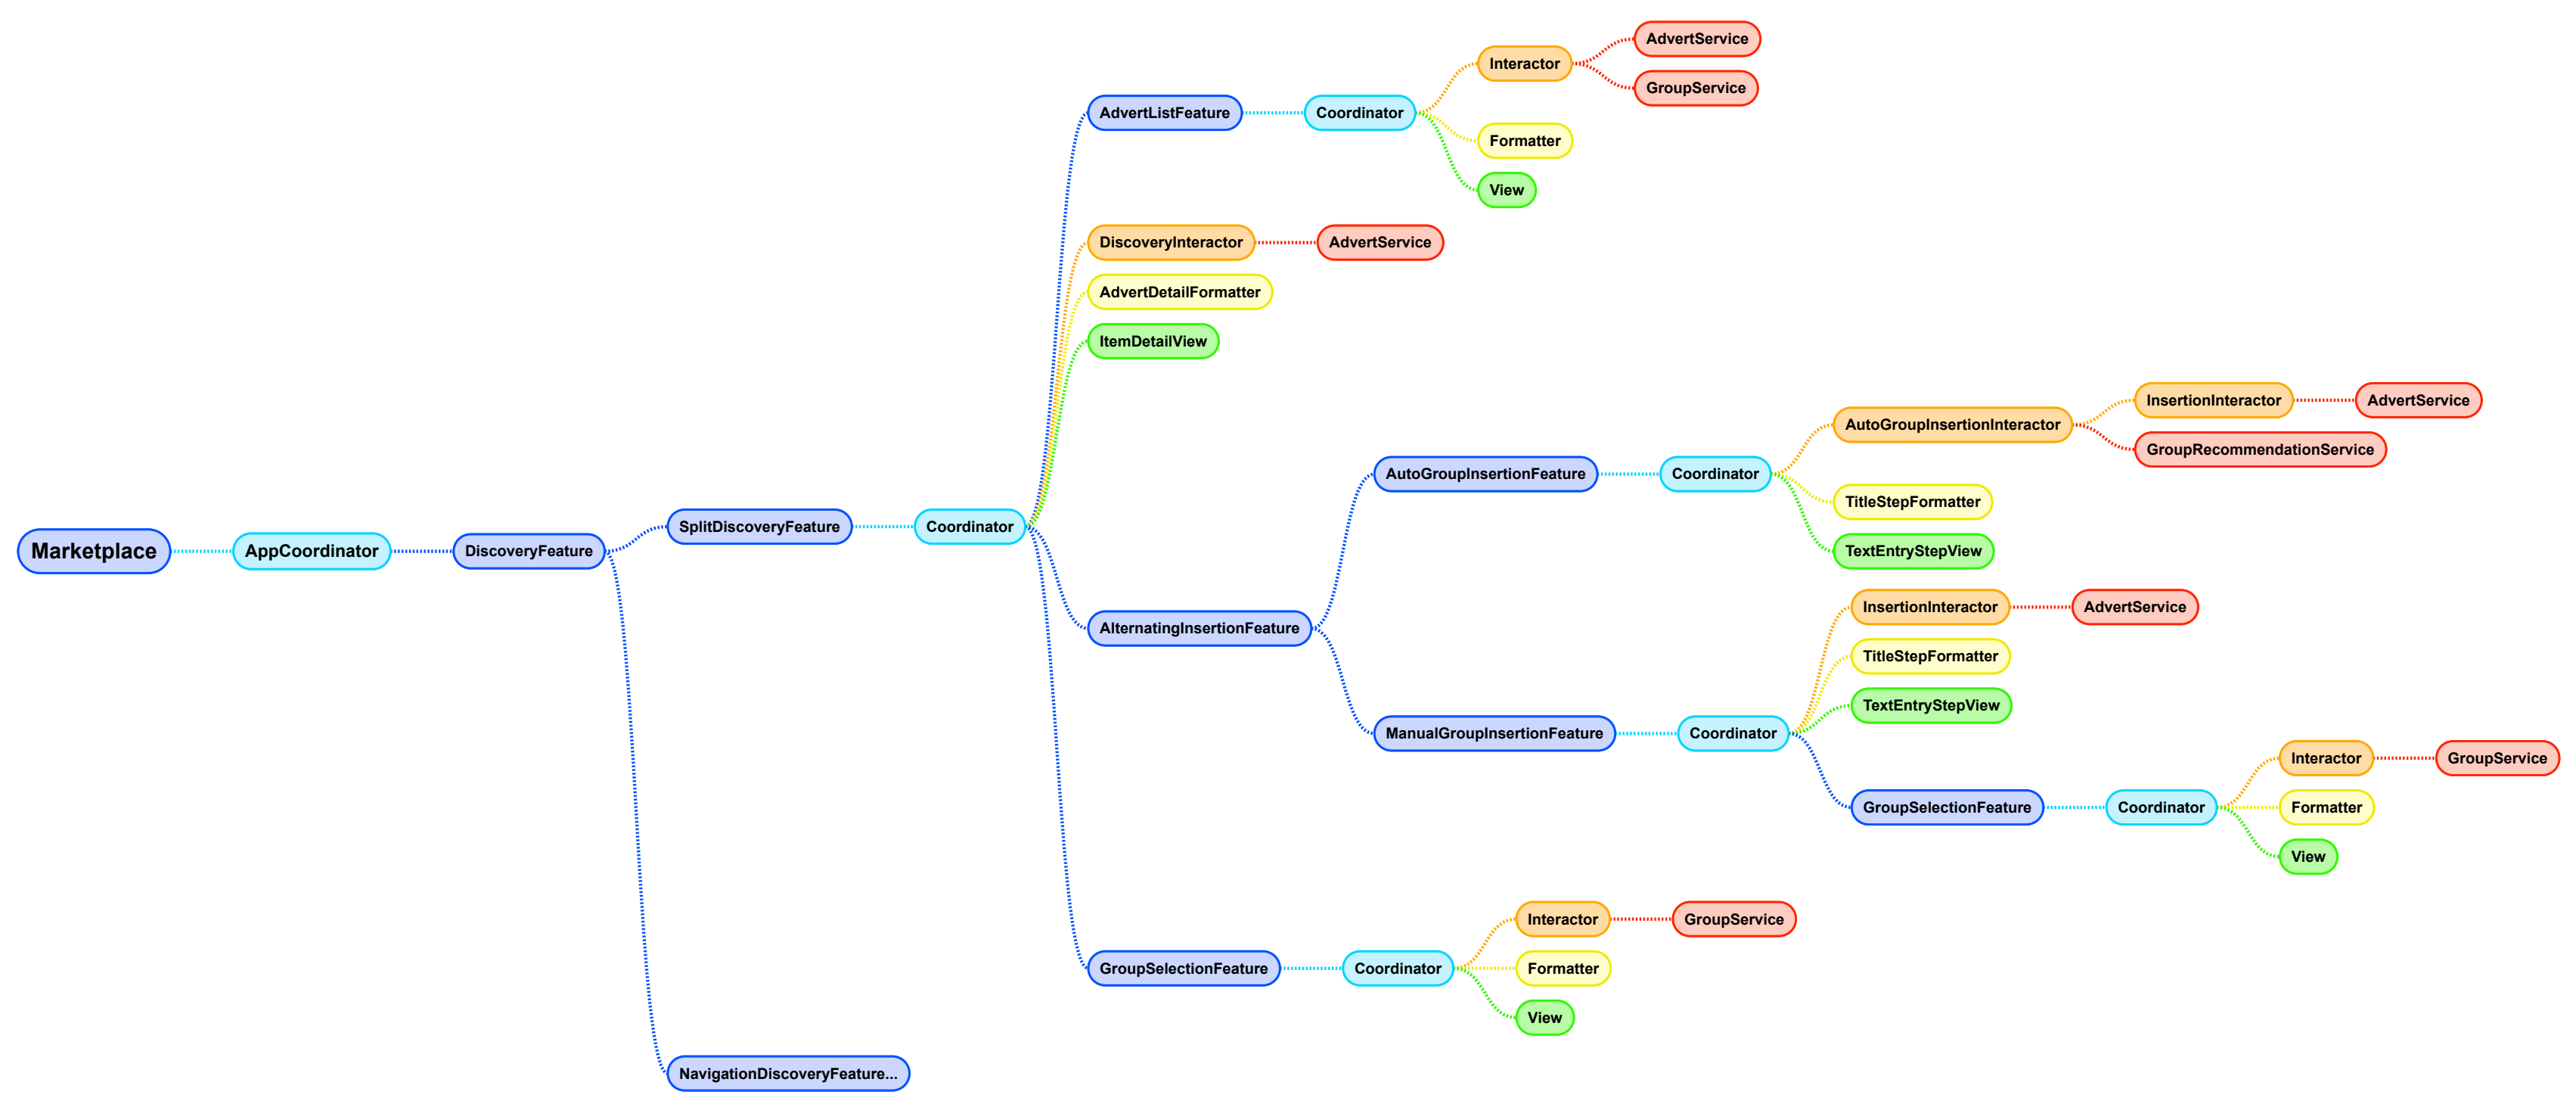 Marketplace
AppCoordinator
DiscoveryFeature
SplitDiscoveryFeature
Coordinator
AdvertListFeature
Coordinator
Interactor
AdvertService
GroupService
Formatter
View
DiscoveryInteractor
AdvertService
AdvertDetailFormatter
ItemDetailView
AlternatingInsertionFeature
AutoGroupInsertionFeature
Coordinator
AutoGroupInsertionInteractor
InsertionInteractor
AdvertService
GroupRecommendationService
TitleStepFormatter
TextEntryStepView
ManualGroupInsertionFeature
Coordinator
InsertionInteractor
AdvertService
TitleStepFormatter
TextEntryStepView
GroupSelectionFeature
Coordinator
Interactor
GroupService
Formatter
View
GroupSelectionFeature
Coordinator
Interactor
GroupService
Formatter
View
NavigationDiscoveryFeature...